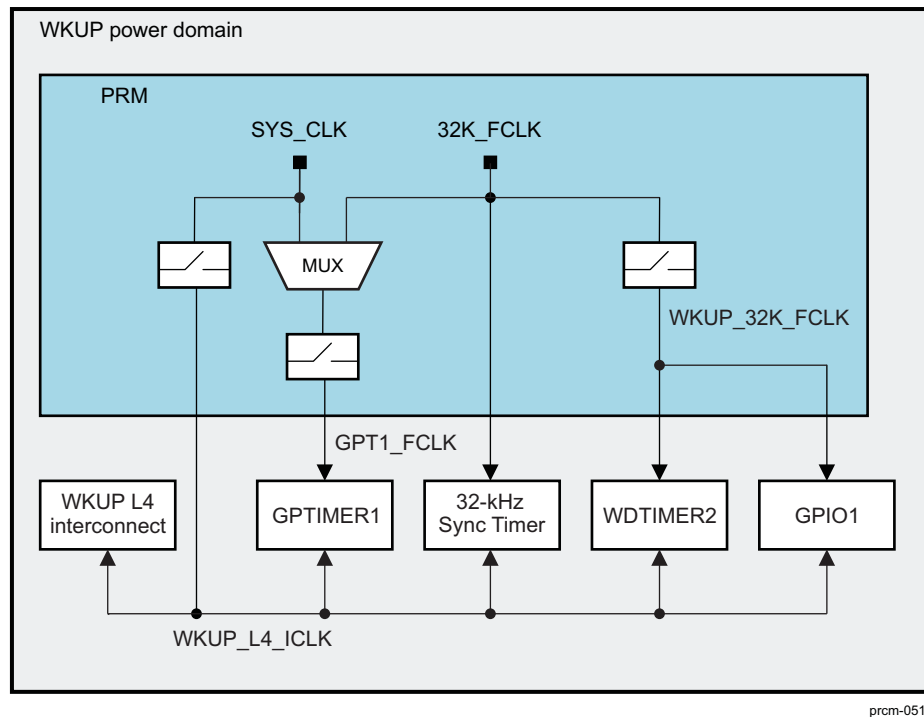 WKUP power domain
PRM
SYS_CLK
32K_FCLK
MUX
WKUP_32K_FCLK
GPT1_FCLK
WKUP L4
interconnect
GPTIMER1
32-kHz
Sync Timer
WDTIMER2
GPIO1
WKUP_L4_ICLK
prcm-051